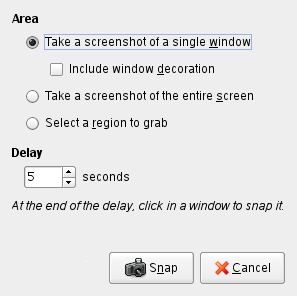 Area
Take a screenshot of a single window
Include window decoration
Take a screenshot of the entire screen
Select a region to grab
Delay
5 seconds
At the end of the delay, click in a window to snap it.
Snap Cancel